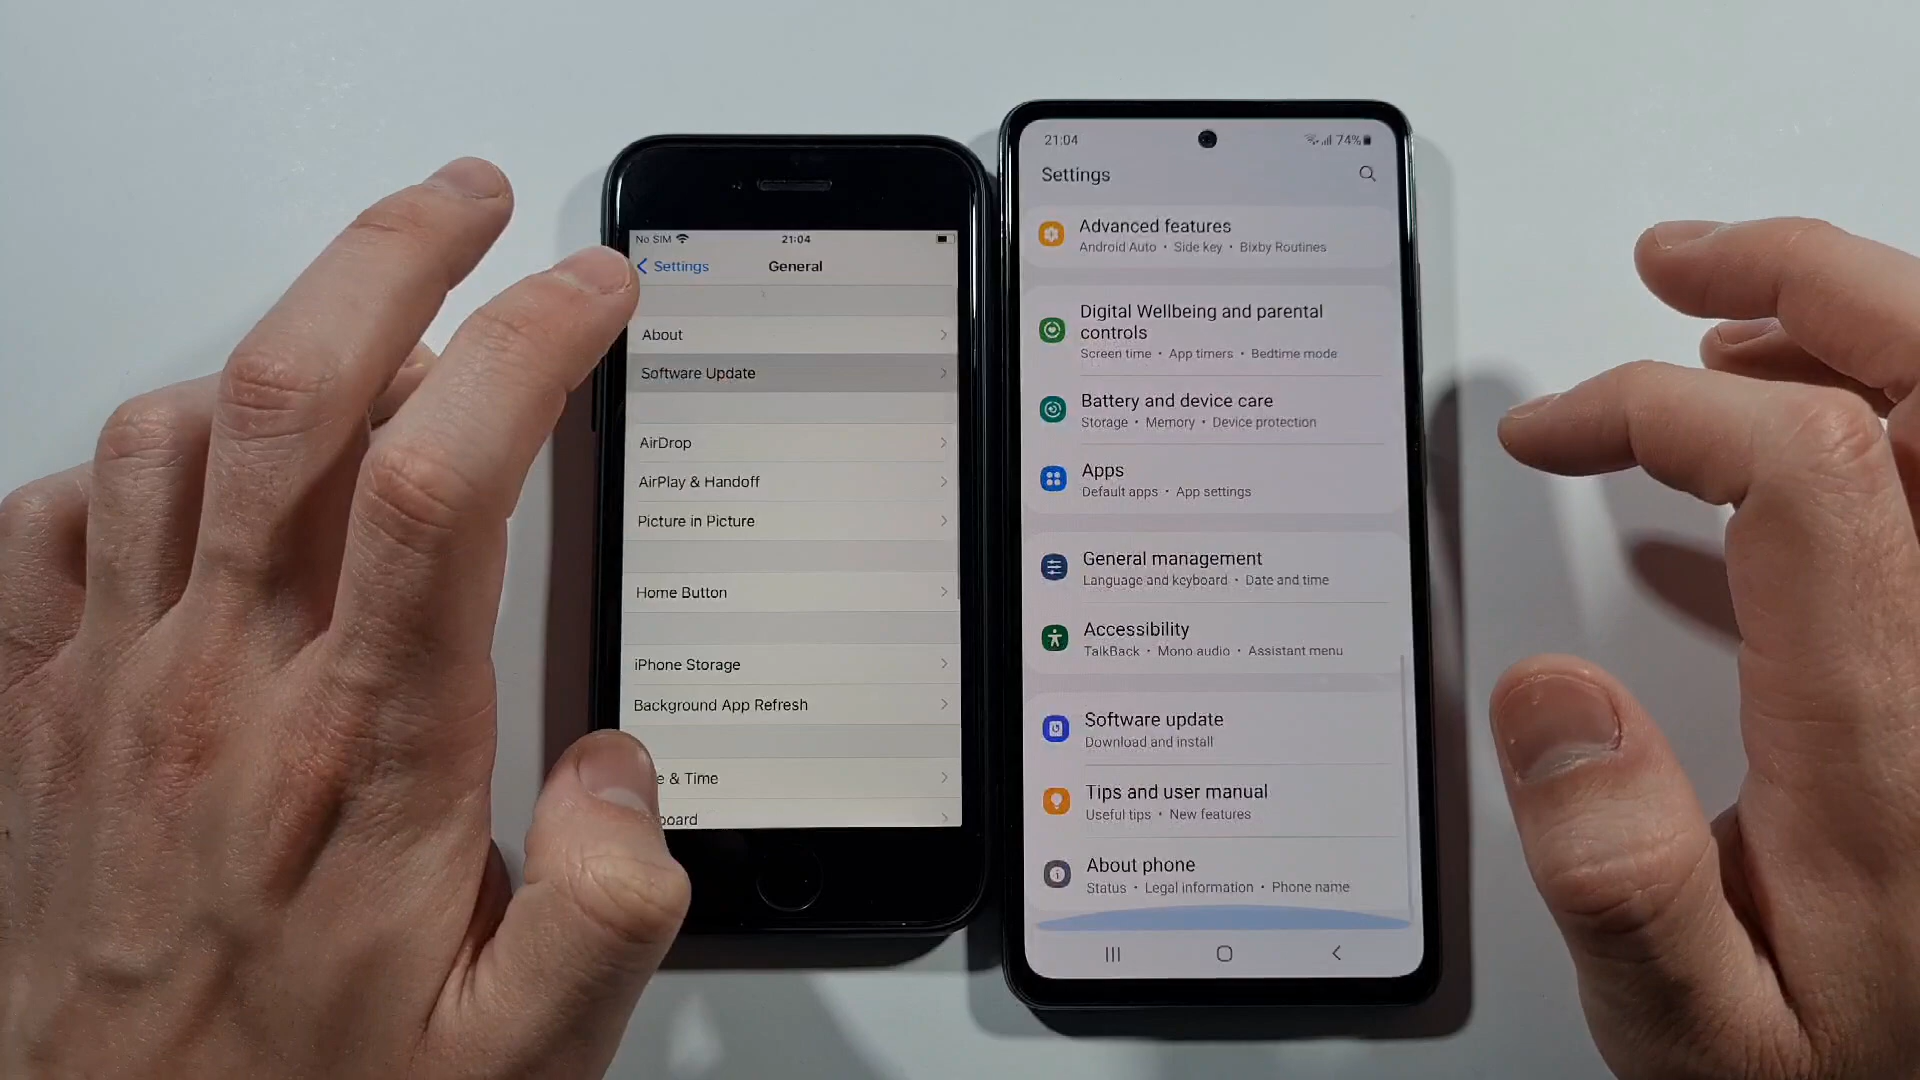 No SIM 21:04
Settings General
About
Software Update
AirDrop
AirPlay & Handoff
Picture in Picture
Home Button
iPhone Storage
Background App Refresh
e & Time
board
21:04 74%
Settings
Advanced features
Android Auto • Side key • Bixby Routines
Digital Wellbeing and parental
controls
Screen time • App timers • Bedtime mode
Battery and device care
Storage • Memory • Device protection
Apps
Default apps • App settings
General management
Language and keyboard • Date and time
Accessibility
TalkBack • Mono audio • Assistant menu
Software update
Download and install
Tips and user manual
Useful tips • New features
About phone
Status • Legal information • Phone name